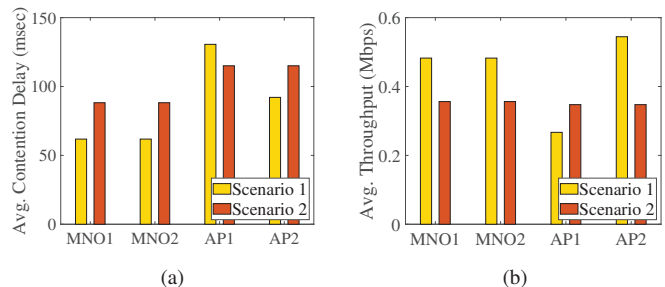 Avg. Contention Delay (msec)
150
100
50
0
MNO1 MNO2 AP1 AP2
Scenario 1
Scenario 2
(a)
Avg. Throughput (Mbps)
0.6
0.4
0.2
0
MNO1 MNO2 AP1 AP2
Scenario 1
Scenario 2
(b)